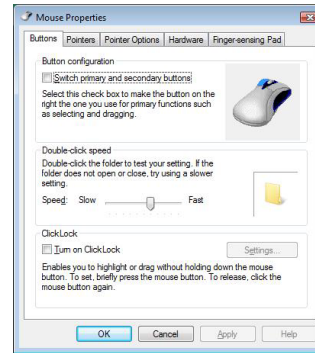 Mouse Properties
Buttons Pointers Pointer Options Hardware Finger-sensing Pad
Button configuration
Switch primary and secondary buttons
Select this check box to make the button on the
right the one you use for primary functions such
as selecting and dragging.
Double-click speed
Double-click the folder to test your setting. If the
folder does not open or close, try using a slower
setting.
Speed: Slow Fast
ClickLock
Turn on ClickLock Settings...
Enables you to highlight or drag without holding down the mouse
button. To set, briefly press the mouse button. To release, click the
mouse button again.
OK Cancel Apply Help